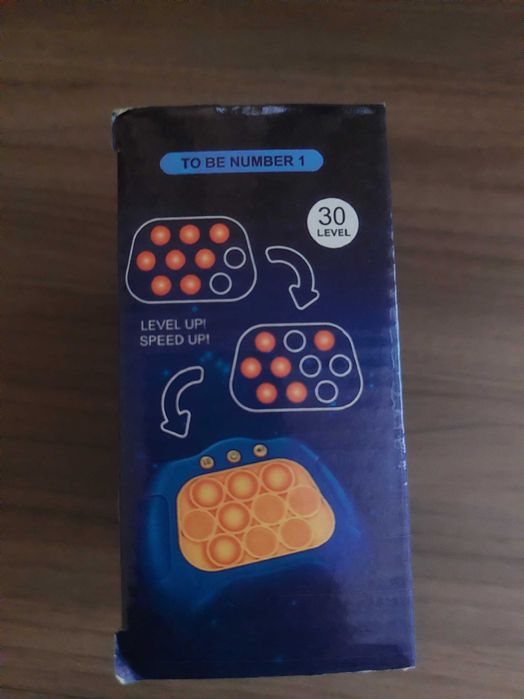 TO BE NUMBER 1
30
LEVEL
LEVEL UP!
SPEED UP!